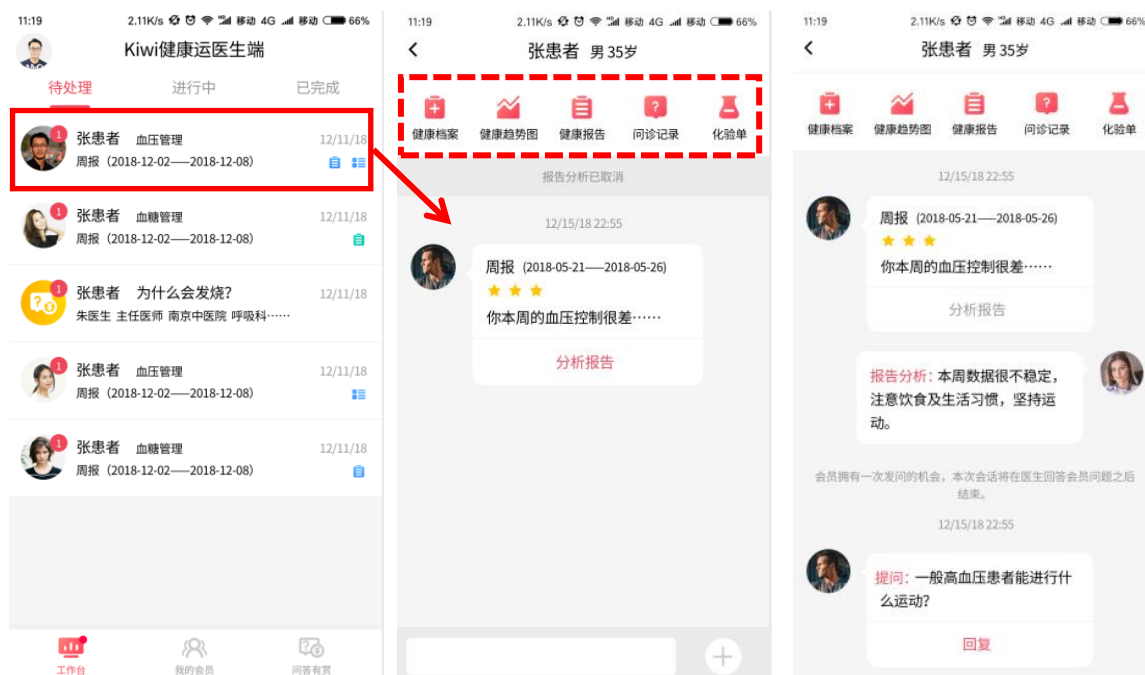 11:19 2.11K/s 移动 4G 移动 66%
Kiwi健康运医生端
待处理 进行中 已完成
1
张患者 血压管理 12/11/18
周报（2018-12-02——2018-12-08）
1
张患者 血糖管理 12/11/18
周报（2018-12-02——2018-12-08）
1
张患者 为什么会发烧? 12/11/18
朱医生 主任医师 南京中医院 呼吸科……
1
张患者 血压管理 12/11/18
周报（2018-12-02——2018-12-08）
1
张患者 血糖管理 12/11/18
周报（2018-12-02——2018-12-08）
工作台 我的会员 问答有赏
11:19 2.11K/s 移动 4G 移动 66%
张患者 男 35岁
健康档案 健康趋势图 健康报告 问诊记录 化验单
报告分析已取消
12/15/18 22:55
周报（2018-05-21——2018-05-26)
你本周的血压控制很差……
分析报告
11:19 2.11K/s 移动 4G 移动 66%
张患者 男 35岁
健康档案 健康趋势图 健康报告 问诊记录 化验单
12/15/18 22:55
周报（2018-05-21——2018-05-26)
你本周的血压控制很差……
分析报告
报告分析：本周数据很不稳定，
注意饮食及生活习惯，坚持运
动。
会员拥有一次发问的机会，本次会话将在医生回答会员问题之后
结束。
12/15/18 22:55
提问：一般高血压患者能进行什
么运动?
回复